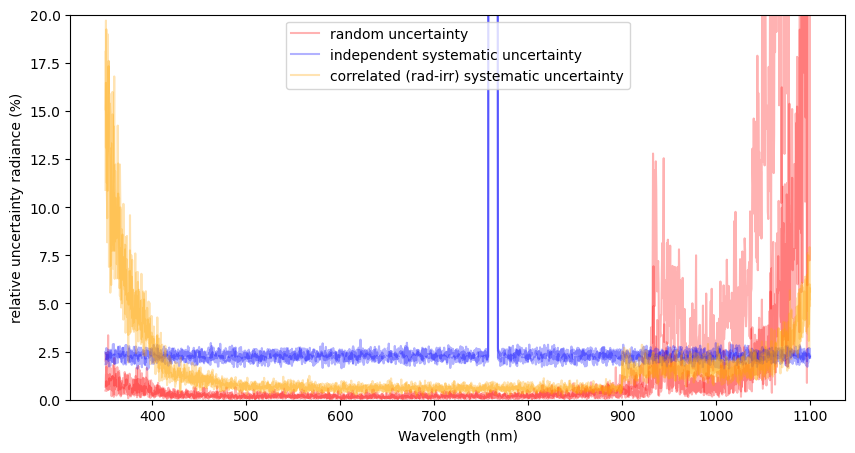 random uncertainty
independent systematic uncertainty
correlated (rad-irr) systematic uncertainty
relative uncertainty radiance (%)
20.0
17.5
15.0
12.5
10.0
7.5
5.0
2.5
0.0
400 500 600 700 800 900 1000 1100
Wavelength (nm)